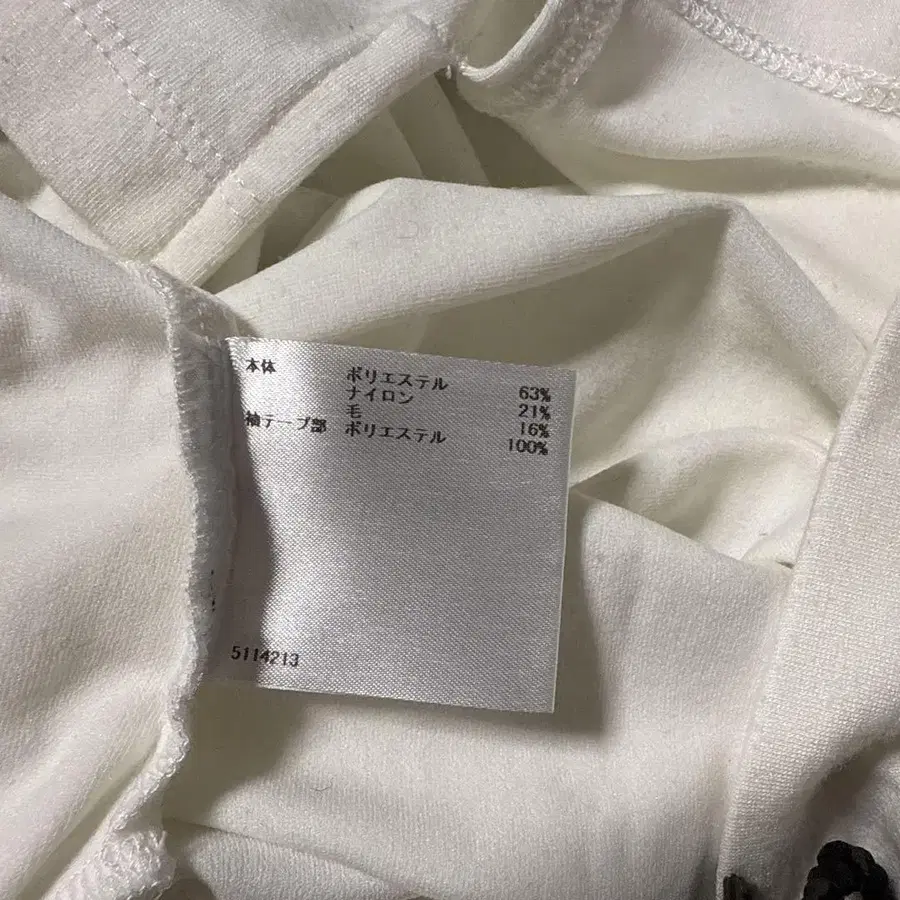 本体 ポリエステル 63%
ナイロン 21%
毛 16%
袖テープ部 ポリエステル 100%
5114213